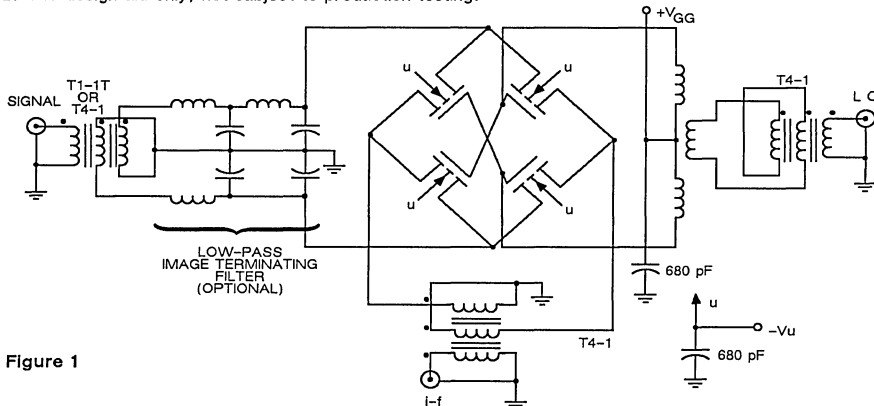 +VGG
T1-1T
OR
T4-1
SIGNAL
u
u
T4-1
L O
u
u
LOW-PASS
IMAGE TERMINATING
FILTER
(OPTIONAL)
680 pF
u
-Vu
T4-1
680 pF
Figure 1
i-f